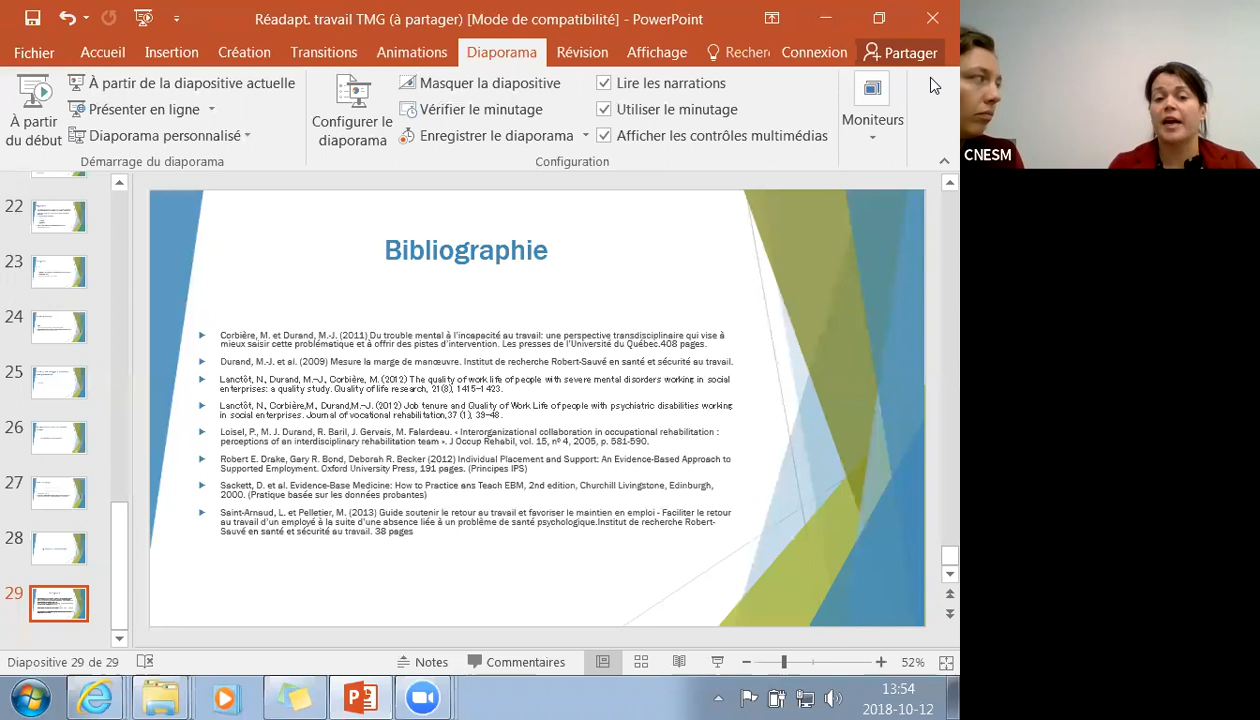 Réadapt. travail TMG (à partager) [Mode de compatibilité] - PowerPoint
Fichier Accueil Insertion Création Transitions Animations Diaporama Révision Affichage Recher Connexion Partager
À partir du début
À partir de la diapositive actuelle
Présenter en ligne
Diaporama personnalisé
Démarrage du diaporama
Configurer le diaporama
Masquer la diapositive
Vérifier le minutage
Enregistrer le diaporama
Lire les narrations
Utiliser le minutage
Afficher les contrôles multimédias
Configuration
Moniteurs
CNESM
22
23
24
25
26
27
28
29
Bibliographie
Corbière, M. et Durand, M.-J. (2011) Du trouble mental à l'incapacité au travail: une perspective transdisciplinaire qui vise à
mieux saisir cette problématique et à offrir des pistes d'intervention. Les presses de l'Université du Québec.408 pages.
Durand, M.-J. et al. (2009) Mesure la marge de manœuvre. Institut de recherche Robert-Sauvé en santé et sécurité au travail.
Lanctôt, N., Durand, M.-J., Corbière, M. (2012) The quality of work life of people with severe mental disorders working in social
enterprises: a quality study. Quality of life research, 21(8), 1415-1423.
Lanctôt, N., Corbière,M., Durand,M.-J. (2012) Job tenure and Quality of Work Life of people with psychiatric disabilities working
in social enterprises. Journal of vocational rehabilitation,37 (1), 39-48.
Loisel, P., M. J. Durand, R. Baril, J. Gervais, M. Falardeau. « Interorganizational collaboration in occupational rehabilitation :
perceptions of an interdisciplinary rehabilitation team ». J Occup Rehabil, vol. 15, nº 4, 2005, p. 581-590.
Robert E. Drake, Gary R. Bond, Deborah R. Becker (2012) Individual Placement and Support: An Evidence-Based Approach to
Supported Employment. Oxford University Press, 191 pages. (Principes IPS)
Sackett, D. et al. Evidence-Base Medicine: How to Practice ans Teach EBM, 2nd edition, Churchill Livingstone, Edinburgh,
2000. (Pratique basée sur les données probantes)
Saint-Arnaud, L. et Pelletier, M. (2013) Guide soutenir le retour au travail et favoriser le maintien en emploi - Faciliter le retour
au travail d'un employé à la suite d'une absence liée à un problème de santé psychologique.Institut de recherche Robert-
Sauvé en santé et sécurité au travail. 38 pages
Diapositive 29 de 29
Notes
Commentaires
52%
13:54
2018-10-12